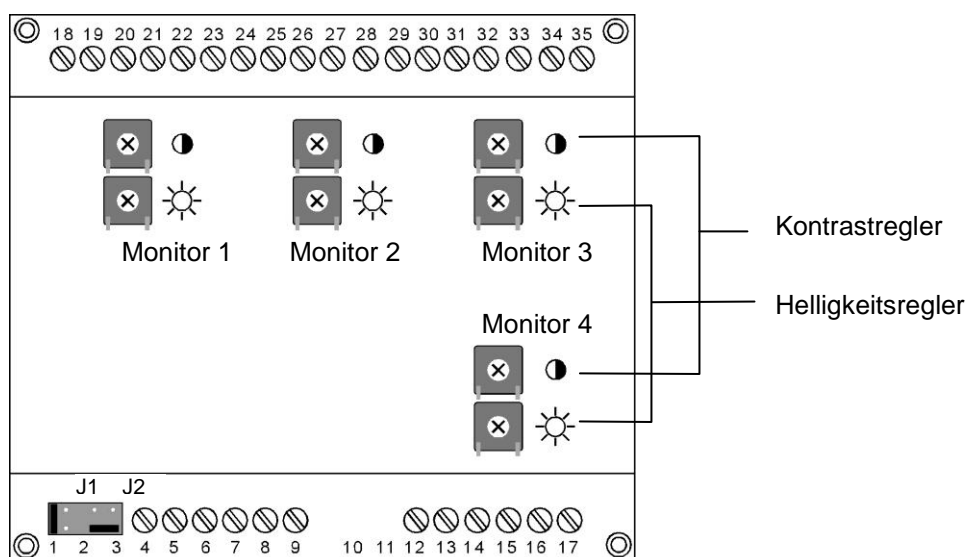 18 19 20 21 22 23 24 25 26 27 28 29 30 31 32 33 34 35
Monitor 1 Monitor 2 Monitor 3
Kontrastregler
Helligkeitsregler
Monitor 4
J1 J2
1 2 3 4 5 6 7 8 9 10 11 12 13 14 15 16 17